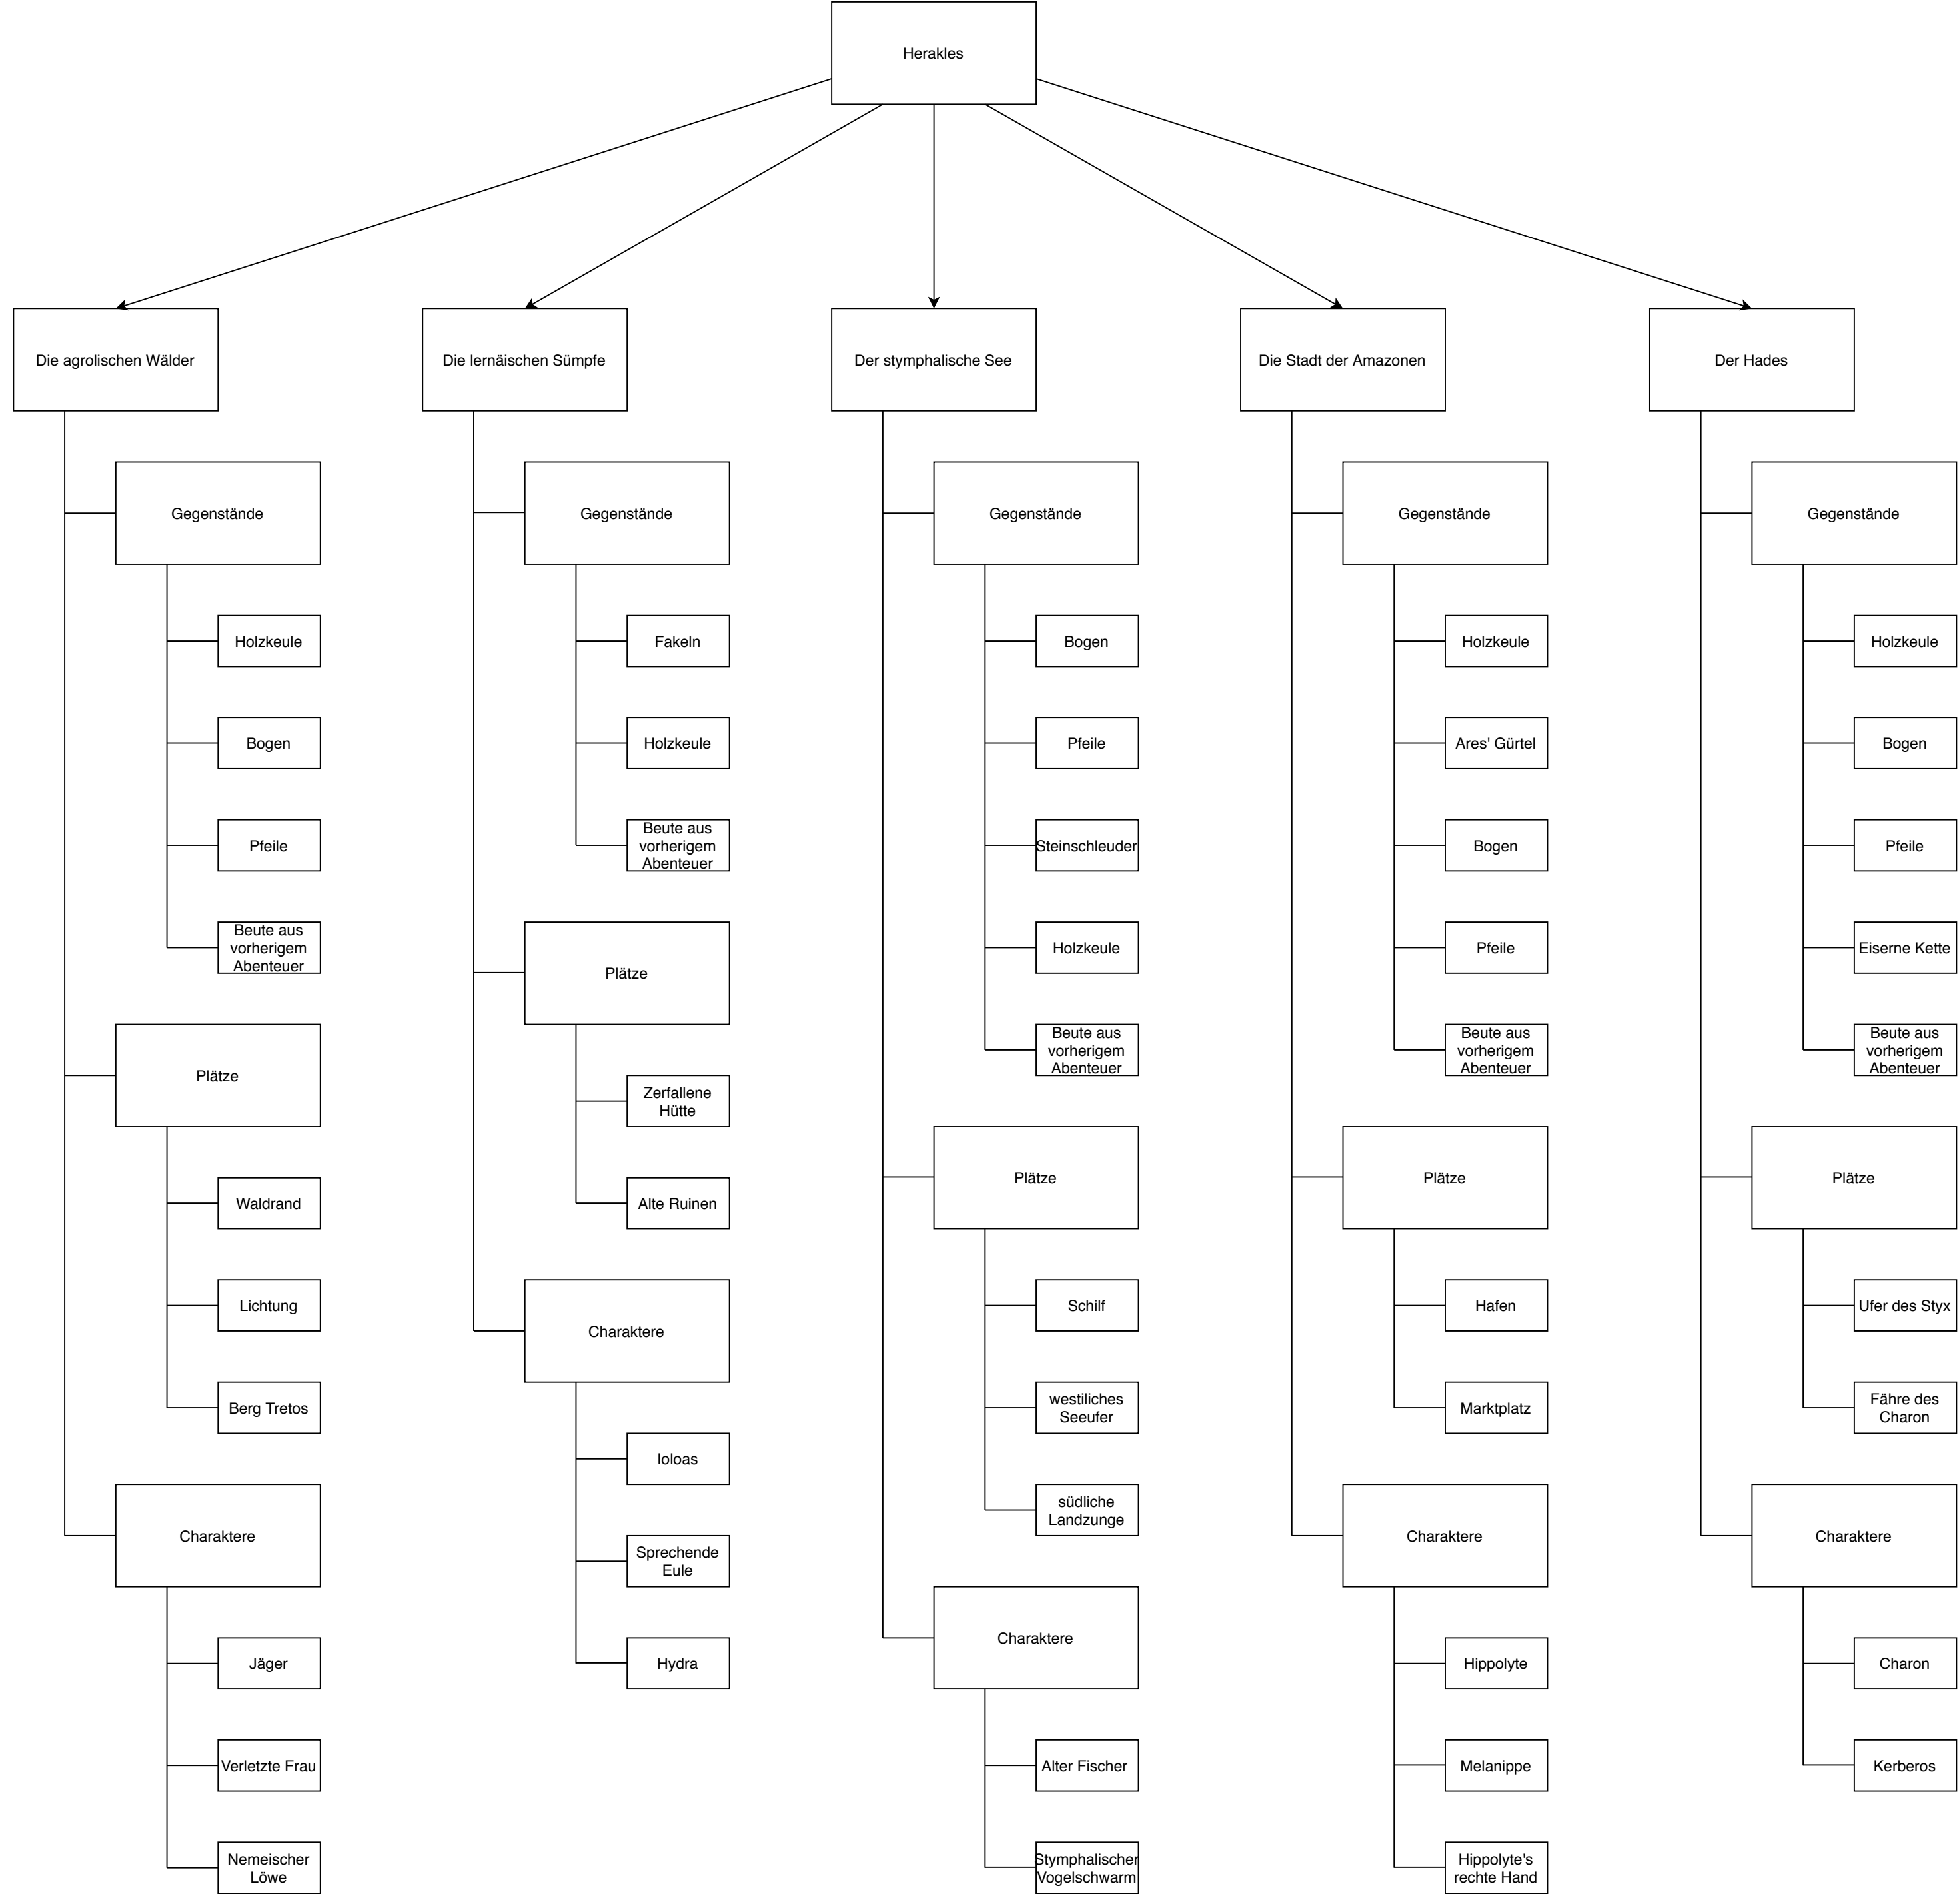 Herakles
Die agrolischen Wälder
Gegenstände
Holzkeule
Bogen
Pfeile
Beute aus
vorherigem
Abenteuer
Plätze
Waldrand
Lichtung
Berg Tretos
Charaktere
Jäger
Verletzte Frau
Nemeischer
Löwe
Die lernäischen Sümpfe
Gegenstände
Fakeln
Holzkeule
Beute aus
vorherigem
Abenteuer
Plätze
Zerfallene
Hütte
Alte Ruinen
Charaktere
Ioloas
Sprechende
Eule
Hydra
Der stymphalische See
Gegenstände
Bogen
Pfeile
Steinschleuder
Holzkeule
Beute aus
vorherigem
Abenteuer
Plätze
Schilf
westiliches
Seeufer
südliche
Landzunge
Charaktere
Alter Fischer
Stymphalischer
Vogelschwarm
Die Stadt der Amazonen
Gegenstände
Holzkeule
Ares' Gürtel
Bogen
Pfeile
Beute aus
vorherigem
Abenteuer
Plätze
Hafen
Marktplatz
Charaktere
Hippolyte
Melanippe
Hippolyte's
rechte Hand
Der Hades
Gegenstände
Holzkeule
Bogen
Pfeile
Eiserne Kette
Beute aus
vorherigem
Abenteuer
Plätze
Ufer des Styx
Fähre des
Charon
Charaktere
Charon
Kerberos